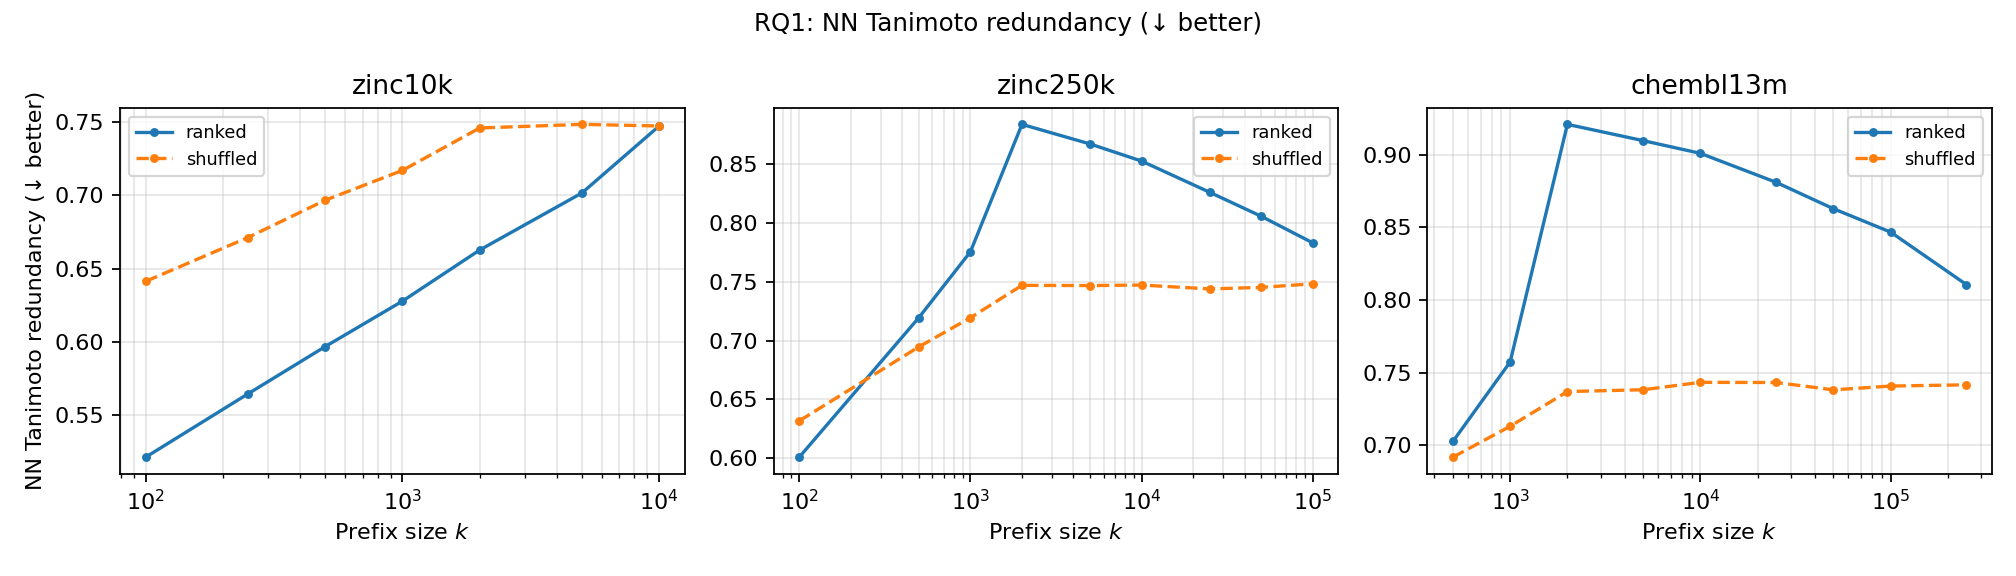 RQ1: NN Tanimoto redundancy (↓ better)
zinc10k
NN Tanimoto redundancy (↓ better)
0.75
0.70
0.65
0.60
0.55
ranked
shuffled
10²
10³
10⁴
Prefix size k
zinc250k
0.85
0.80
0.75
0.70
0.65
0.60
ranked
shuffled
10²
10³
10⁴
10⁵
Prefix size k
chembl13m
0.90
0.85
0.80
0.75
0.70
ranked
shuffled
10³
10⁴
10⁵
Prefix size k